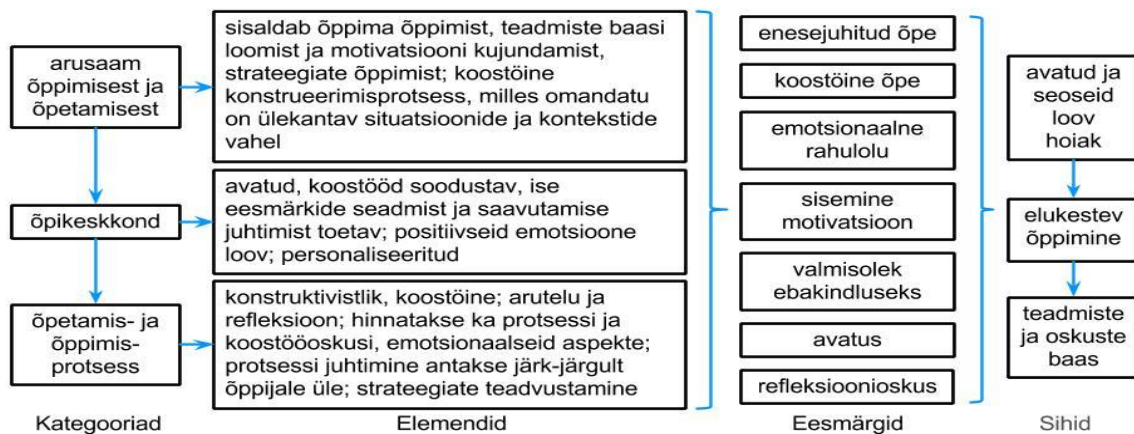 arusaam
õppimisest ja
õpetamisest
õpikeskkond
õpetamis- ja
õppimis-
protsess
Kategooriad
sisaldab õppima õppimist, teadmiste baasi
loomist ja motivatsiooni kujundamist,
strateegiate õppimist; koostöine
konstrueerimisprotsess, milles omandatu
on ülekantav situatsioonide ja kontekstide
vahel
avatud, koostööd soodustav, ise
eesmärkide seadmist ja saavutamise
juhtimist toetav; positiivseid emotsioone
loov; personaliseeritud
konstruktivistlik, koostöine; arutelu ja
refleksioon; hinnatakse ka protsessi ja
koostööoskusi, emotsionaalseid aspekte;
protsessi juhtimine antakse järk-järgult
õppijale üle; strateegiate teadvustamine
Elemendid
enesejuhitud õpe
koostöine õpe
emotsionaalne
rahulolu
sisemine
motivatsioon
valmisolek
ebakindluseks
avatus
refleksioonioskus
Eesmärgid
avatud ja
seoseid
loov
hoiak
elukestev
õppimine
teadmiste
ja oskuste
baas
Sihid